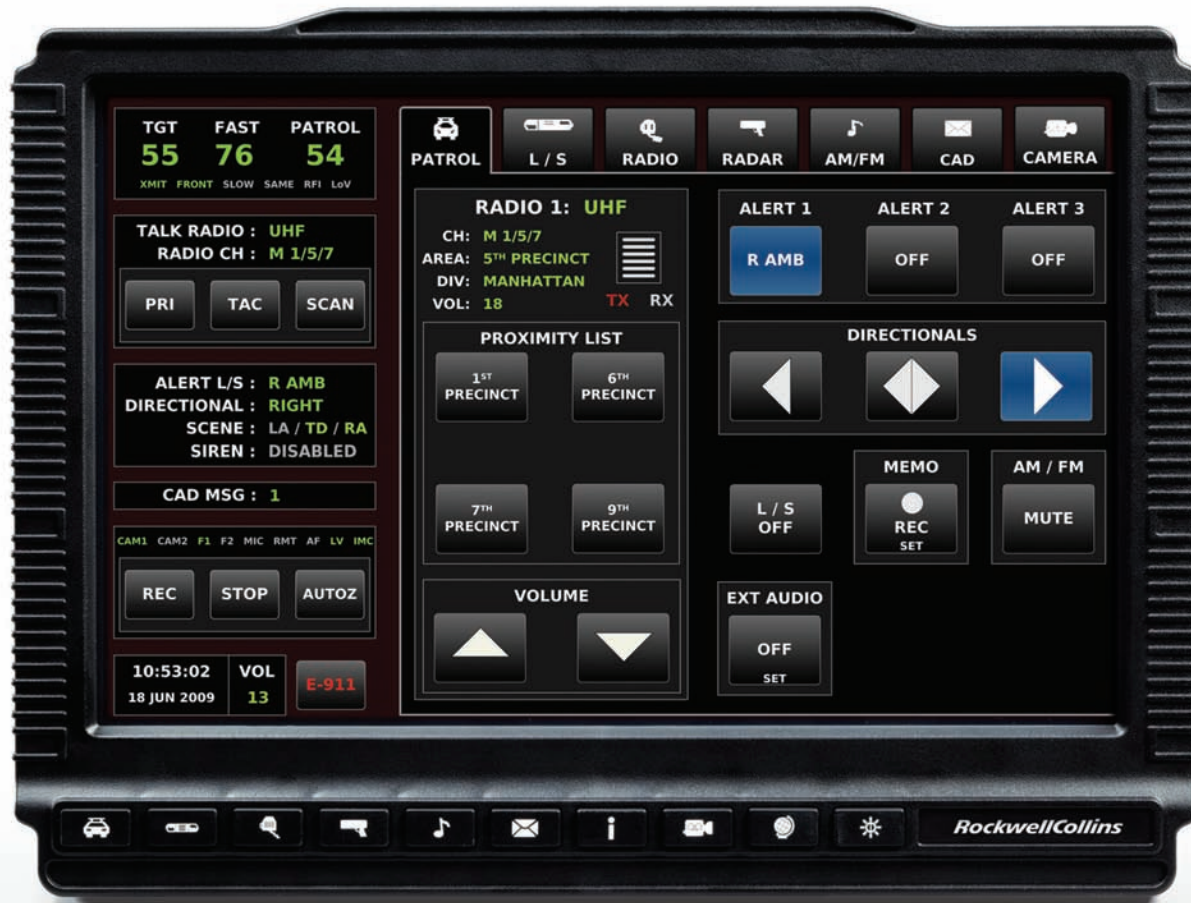 TGT FAST PATROL
55 76 54
XMIT FRONT SLOW SAME RFI LoV
TALK RADIO : UHF
RADIO CH : M 1/5/7
PRI TAC SCAN
ALERT L/S : R AMB
DIRECTIONAL : RIGHT
SCENE : LA / TD / RA
SIREN : DISABLED
CAD MSG : 1
CAM1 CAM2 F1 F2 MIC RMT AF LV IMC
REC STOP AUTOZ
10:53:02 VOL
18 JUN 2009 13
E-911
PATROL L / S RADIO RADAR AM/FM CAD CAMERA
RADIO 1: UHF
CH: M 1/5/7
AREA: 5TH PRECINCT
DIV: MANHATTAN
VOL: 18
TX RX
PROXIMITY LIST
1ST PRECINCT
6TH PRECINCT
7TH PRECINCT
9TH PRECINCT
VOLUME
ALERT 1 ALERT 2 ALERT 3
R AMB OFF OFF
DIRECTIONALS
L / S OFF
MEMO
REC
SET
AM / FM
MUTE
EXT AUDIO
OFF
SET
i
RockwellCollins